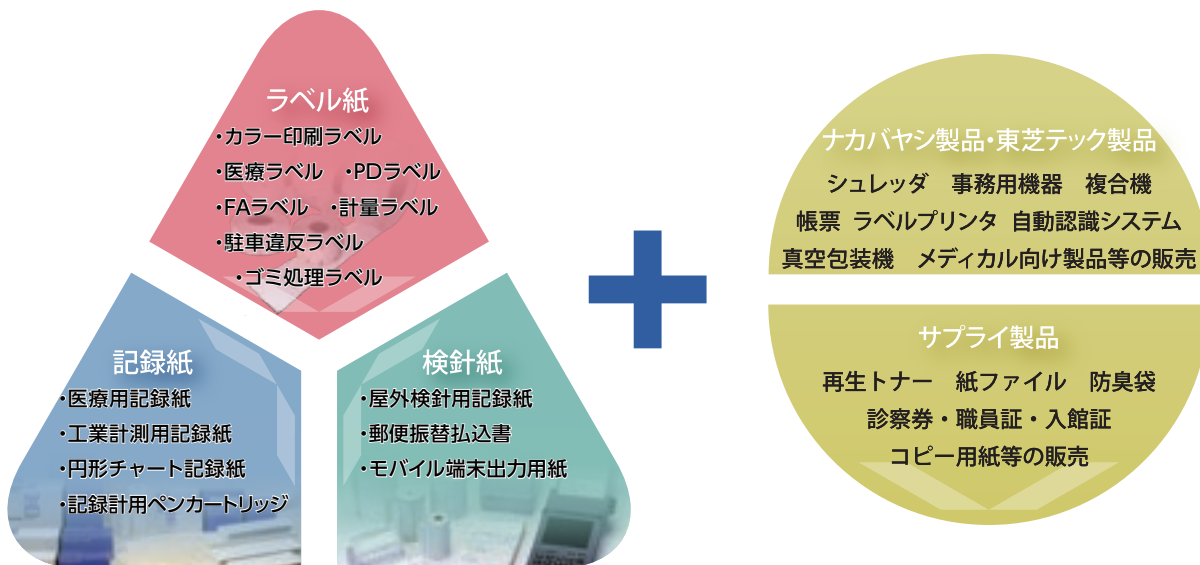 ラベル紙
・カラー印刷ラベル
・医療ラベル ・PDラベル
・FAラベル ・計量ラベル
・駐車違反ラベル
・ゴミ処理ラベル
記録紙
・医療用記録紙
・工業計測用記録紙
・円形チャート記録紙
・記録計用ペンカートリッジ
検針紙
・屋外検針用記録紙
・郵便振替払込書
・モバイル端末出力用紙
ナカバヤシ製品・東芝テック製品
シュレッダ 事務用機器 複合機
帳票 ラベルプリンタ 自動認識システム
真空包装機 メディカル向け製品等の販売
サプライ製品
再生トナー 紙ファイル 防臭袋
診察券・職員証・入館証
コピー用紙等の販売